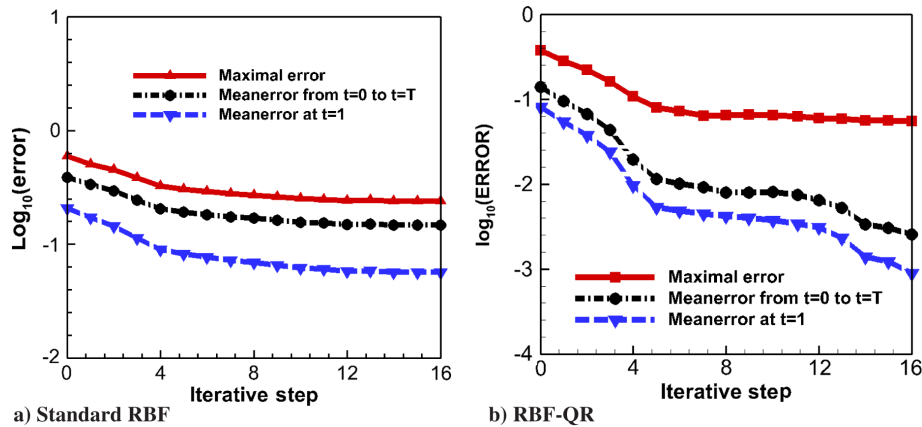 1
0
-1
-2
Log10(error)
Maximal error
Meanerror from t=0 to t=T
Meanerror at t=1
0 4 8 12 16
Iterative step
a) Standard RBF
0
-1
-2
-3
-4
log10(ERROR)
Maximal error
Meanerror from t=0 to t=T
Meanerror at t=1
0 4 8 12 16
Iterative step
b) RBF-QR